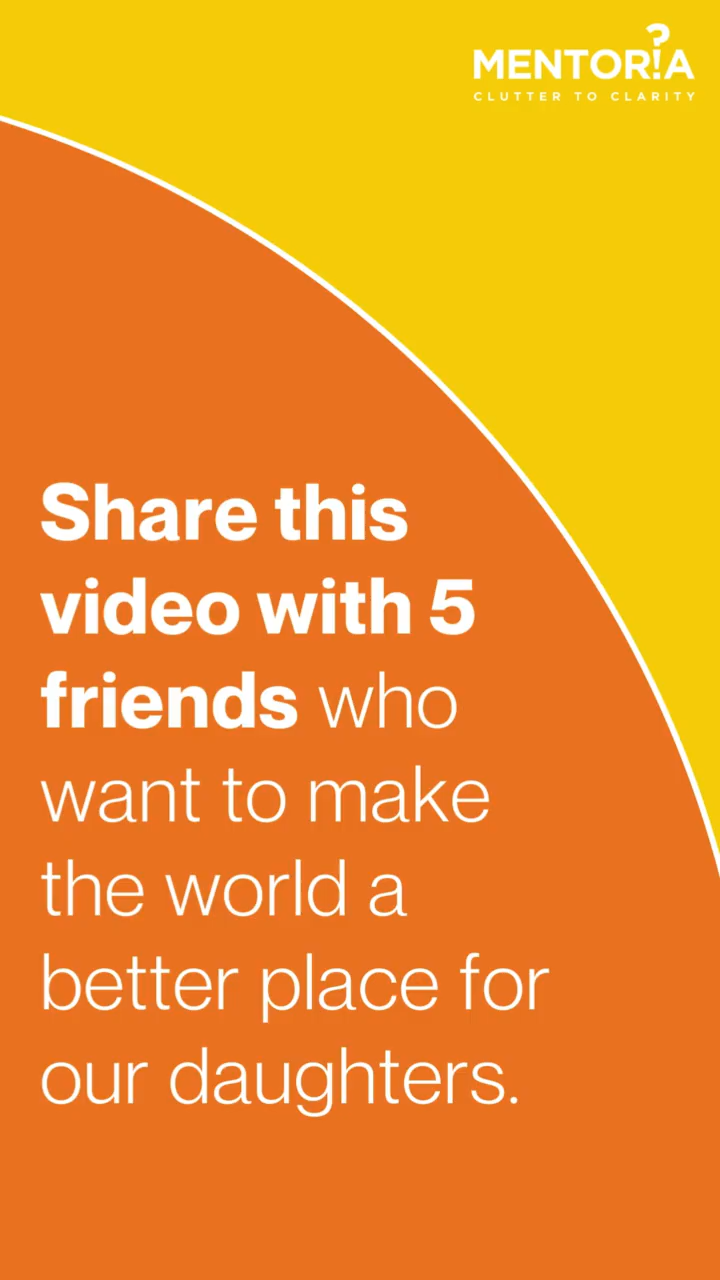 MENTOR!A
CLUTTER TO CLARITY
Share this
video with 5
friends who
want to make
the world a
better place for
our daughters.